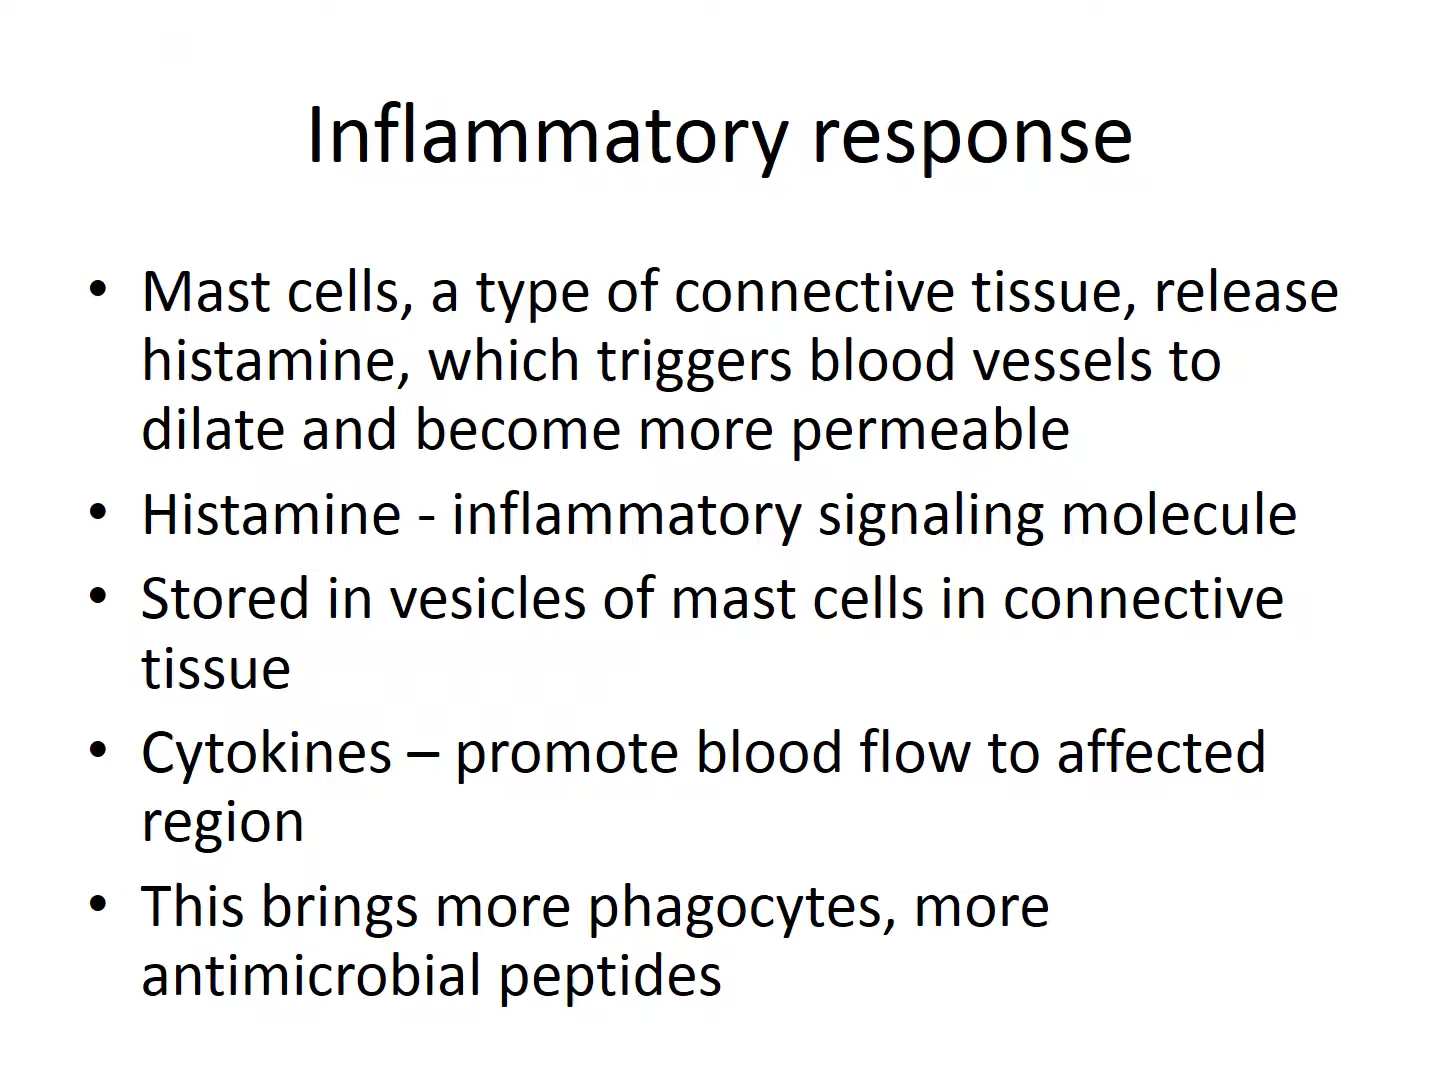 Inflammatory response
• Mast cells, a type of connective tissue, release
histamine, which triggers blood vessels to
dilate and become more permeable
• Histamine - inflammatory signaling molecule
• Stored in vesicles of mast cells in connective
tissue
• Cytokines – promote blood flow to affected
region
• This brings more phagocytes, more
antimicrobial peptides